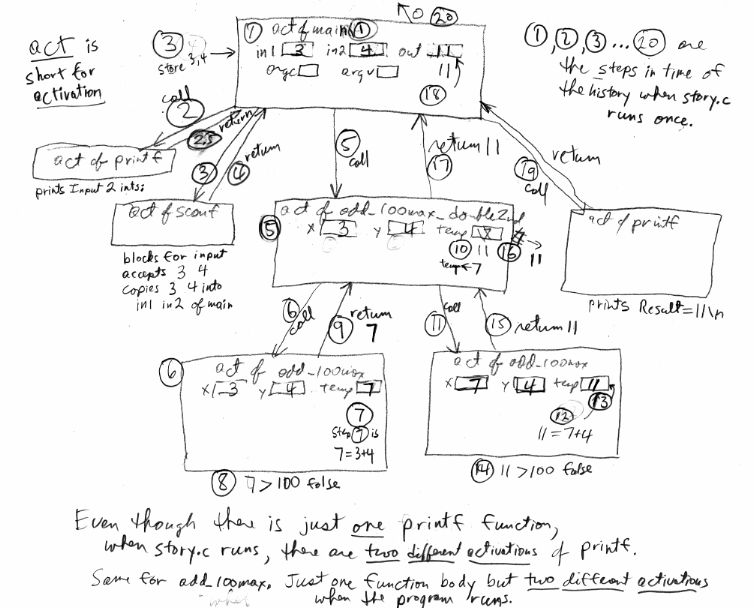 act is
short for
activation
③
store 3,4
① act of main ①
in1 3 in2 4 out 11
argc argv 11
⑱
0 ⑳
①,②,③...⑳ are
the steps in time of
the history when story.c
runs once.
call
②
2.5 return
③ ④ return
⑤
call
return 11
⑰
return
⑲
call
act of printf
prints Input 2 ints:
act of scanf
blocks for input
accepts 3 4
copies 3 4 into
in1 in2 of main
⑤ act of add_100max_double2nd
x 3 y 4 temp 7
⑩ 11 ⑯ 11
temp←7
act of printf
prints Result=11\n
⑥
call
⑨ return
7
⑪ call
⑮ return 11
⑥ act of add_100max
x 3 y 4 temp 7
⑦
Step ⑦ is
7=3+4
⑧ 7>100 false
act of add_100max
x 7 y 4 temp 11
⑫ ⑬
11=7+4
⑭ 11>100 false
Even though there is just one printf function,
when story.c runs, there are two different activations of printf.
Same for add_100max. Just one function body but two different activations
when the program runs.